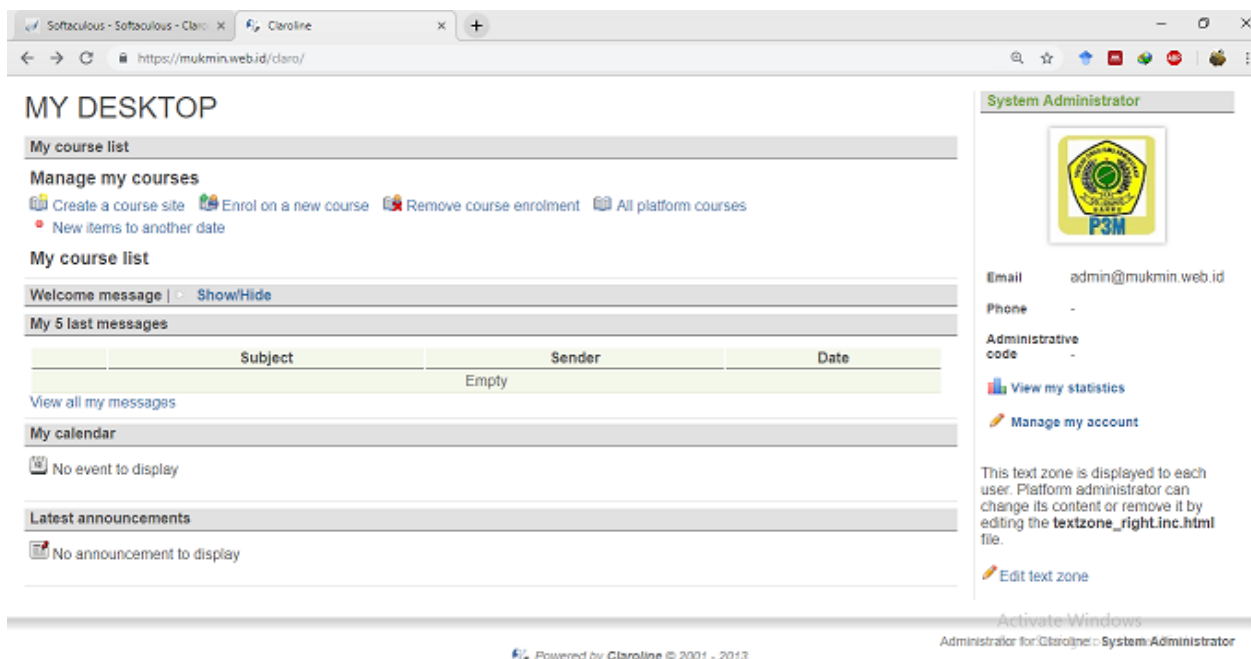 Softaculous - Softaculous - Claro
Claroline
https://mukmin.web.id/claro/
MY DESKTOP
My course list
Manage my courses
Create a course site Enrol on a new course Remove course enrolment All platform courses
New items to another date
My course list
Welcome message | Show/Hide
My 5 last messages
Subject Sender Date
Empty
View all my messages
My calendar
No event to display
Latest announcements
No announcement to display
System Administrator
P3M
Email admin@mukmin.web.id
Phone -
Administrative
code -
View my statistics
Manage my account
This text zone is displayed to each
user. Platform administrator can
change its content or remove it by
editing the textzone_right.inc.html
file.
Edit text zone
Activate Windows
Administrator for Claroline : System Administrator
Powered by Claroline © 2001 - 2013